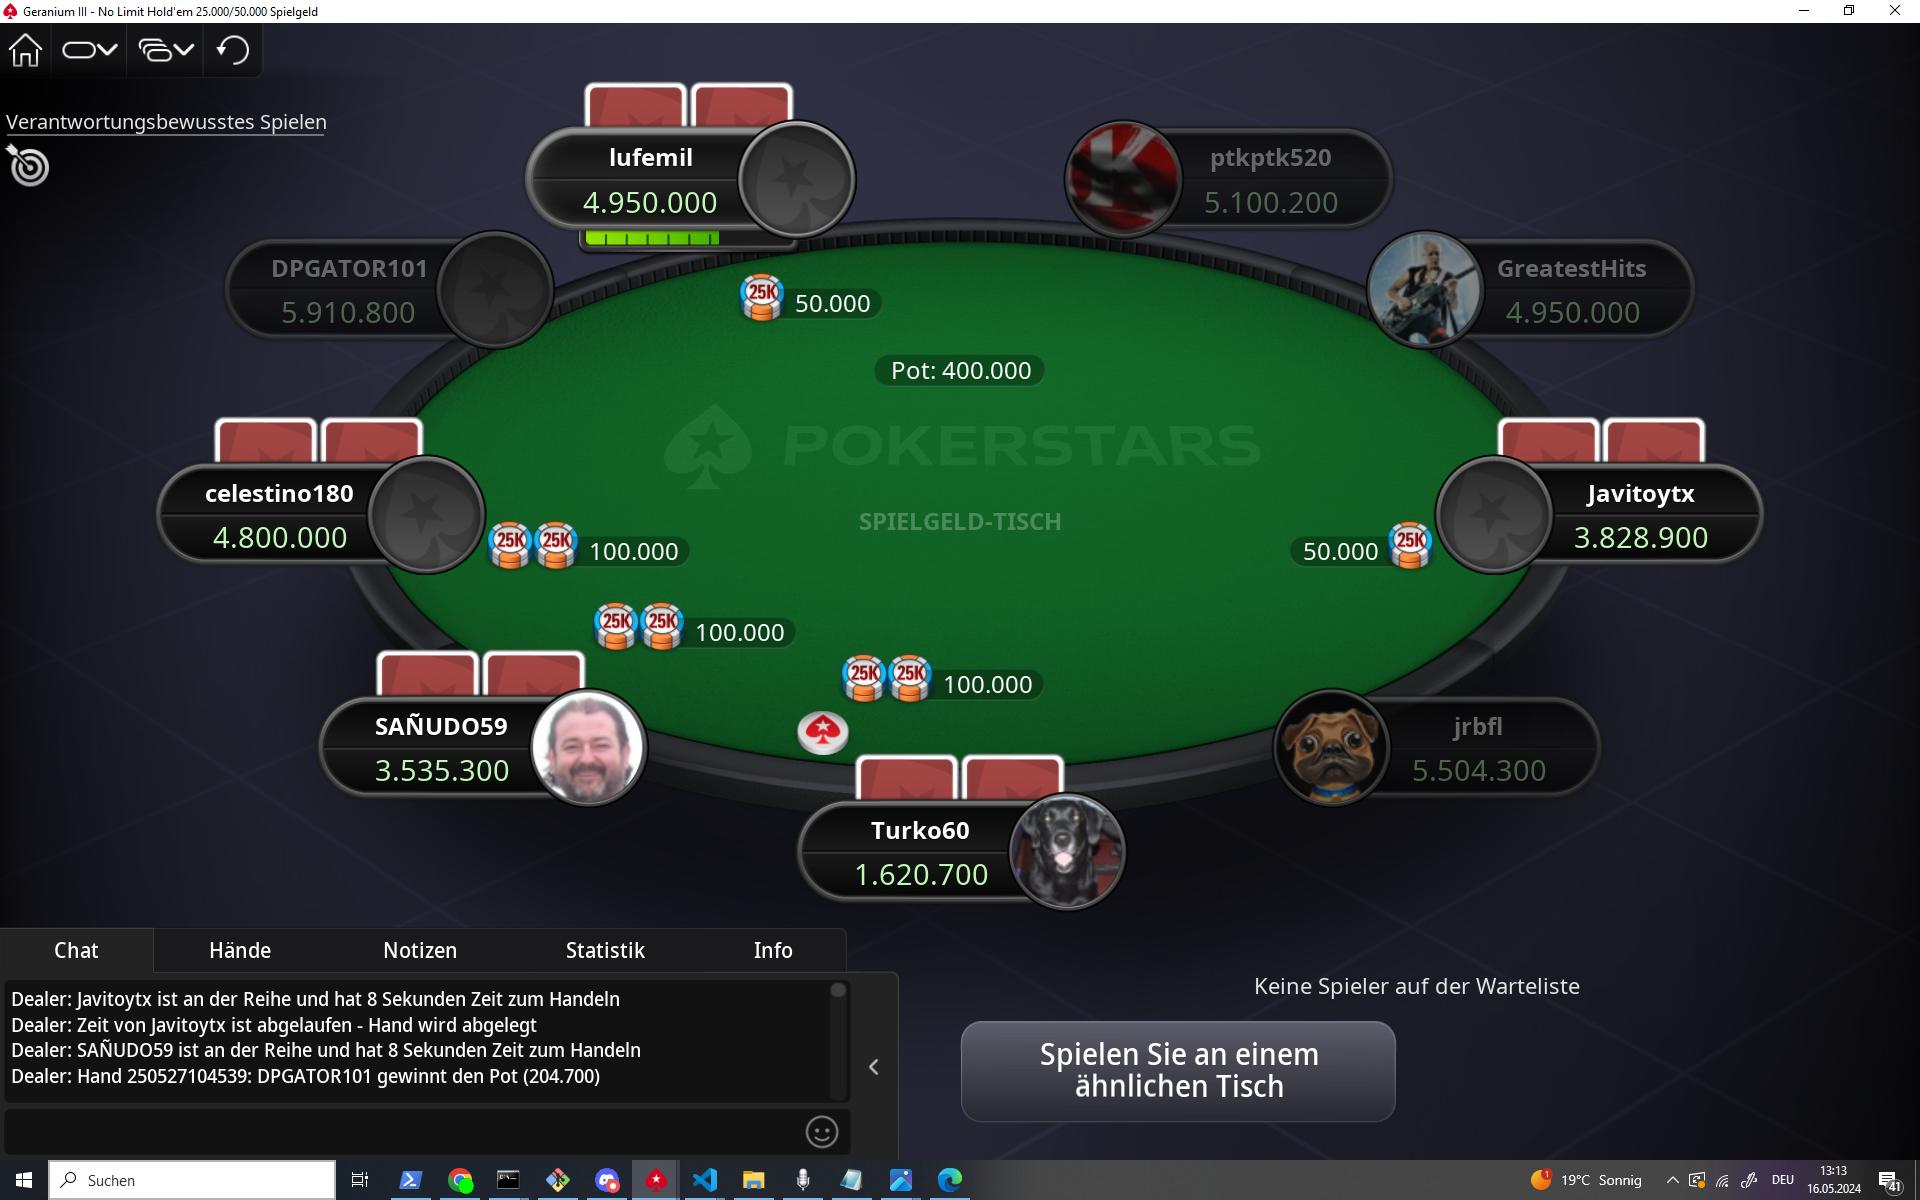 Geranium III - No Limit Hold'em 25.000/50.000 Spielgeld
Verantwortungsbewusstes Spielen
lufemil
4.950.000
ptkptk520
5.100.200
DPGATOR101
5.910.800
GreatestHits
4.950.000
25K 50.000
Pot: 400.000
POKERSTARS
SPIELGELD-TISCH
celestino180
4.800.000
25K 25K 100.000
50.000 25K
Javitoytx
3.828.900
25K 25K 100.000
25K 25K 100.000
SAÑUDO59
3.535.300
jrbfl
5.504.300
Turko60
1.620.700
Chat Hände Notizen Statistik Info
Dealer: Javitoytx ist an der Reihe und hat 8 Sekunden Zeit zum Handeln
Dealer: Zeit von Javitoytx ist abgelaufen - Hand wird abgelegt
Dealer: SAÑUDO59 ist an der Reihe und hat 8 Sekunden Zeit zum Handeln
Dealer: Hand 250527104539: DPGATOR101 gewinnt den Pot (204.700)
Keine Spieler auf der Warteliste
Spielen Sie an einem
ähnlichen Tisch
Suchen
1
19°C Sonnig
DEU
13:13
16.05.2024
41